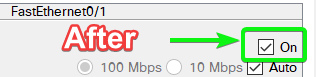 FastEthernet0/1
After
On
100 Mbps 10 Mbps Auto